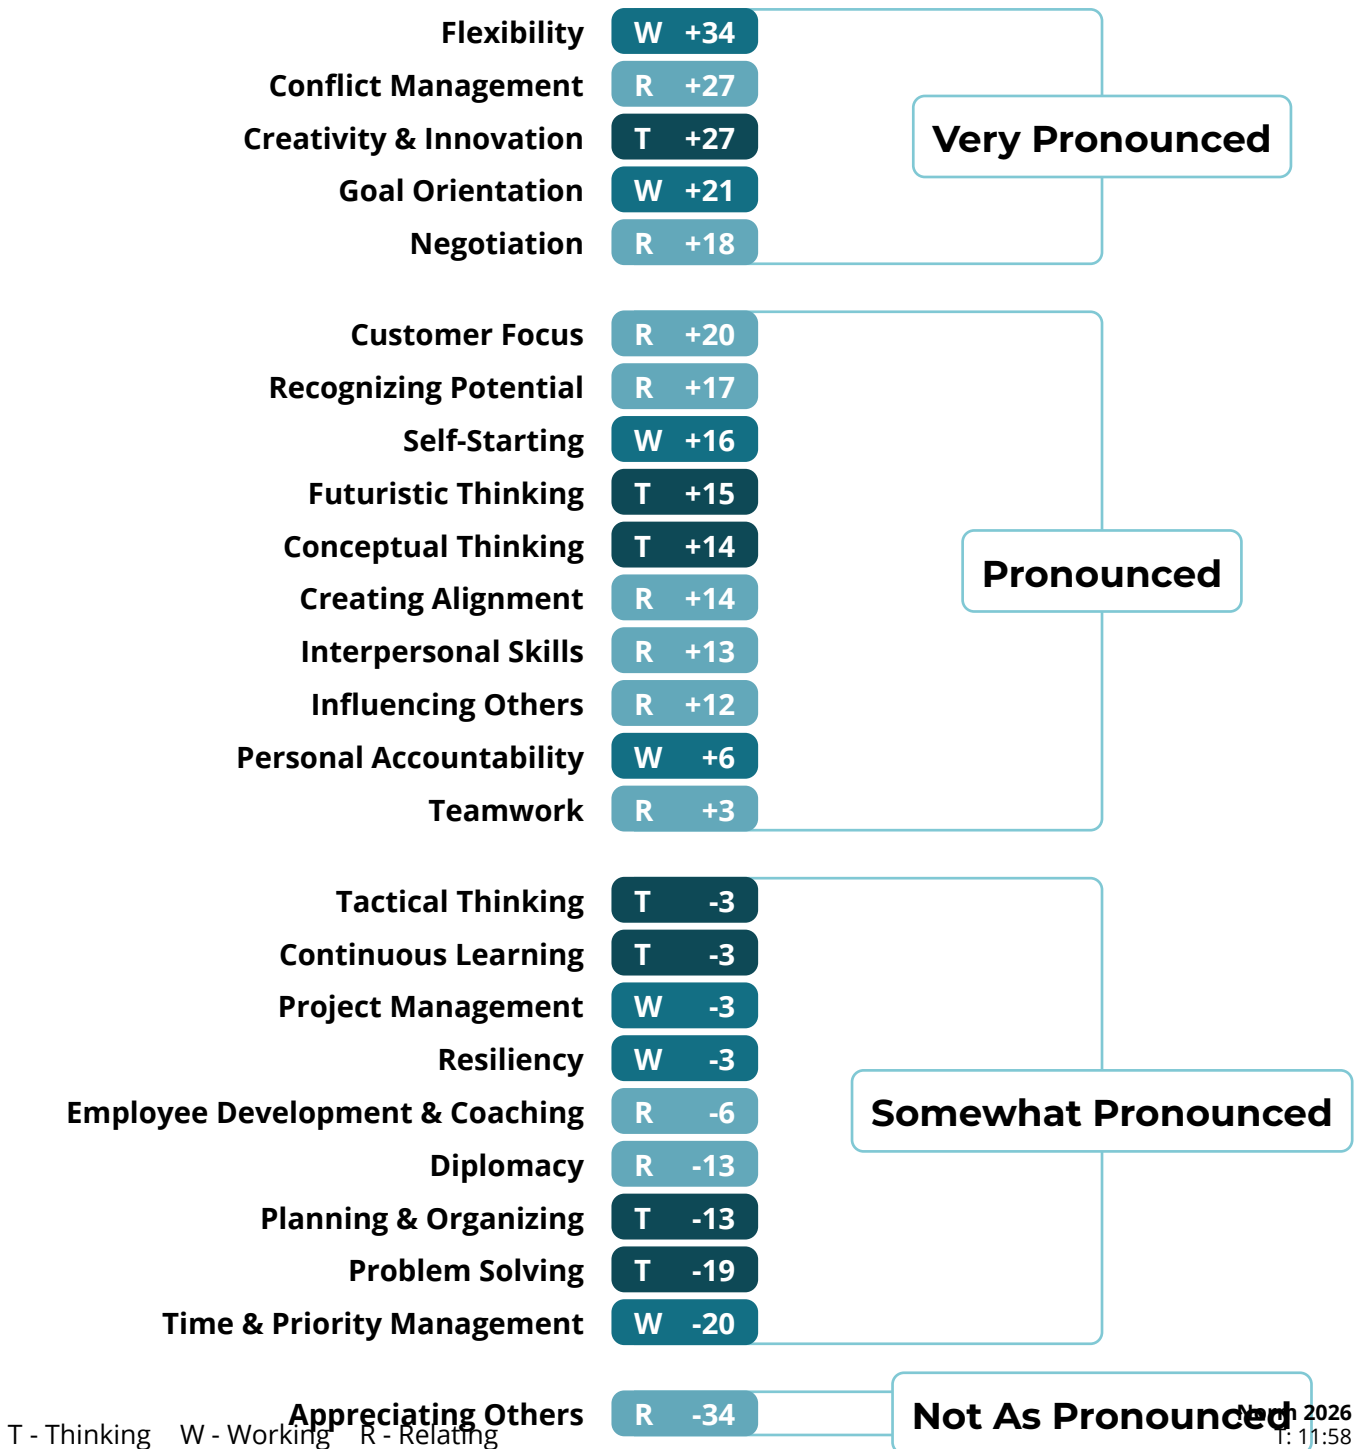 Flexibility W +34
Conflict Management R +27
Creativity & Innovation T +27
Very Pronounced
Goal Orientation W +21
Negotiation R +18
Customer Focus R +20
Recognizing Potential R +17
Self-Starting W +16
Futuristic Thinking T +15
Conceptual Thinking T +14
Pronounced
Creating Alignment R +14
Interpersonal Skills R +13
Influencing Others R +12
Personal Accountability W +6
Teamwork R +3
Tactical Thinking T -3
Continuous Learning T -3
Project Management W -3
Resiliency W -3
Employee Development & Coaching R -6
Somewhat Pronounced
Diplomacy R -13
Planning & Organizing T -13
Problem Solving T -19
Time & Priority Management W -20
Appreciating Others R -34
Not As Pronounced
Norm 2026
T - Thinking W - Working R - Relating
T: 11:58